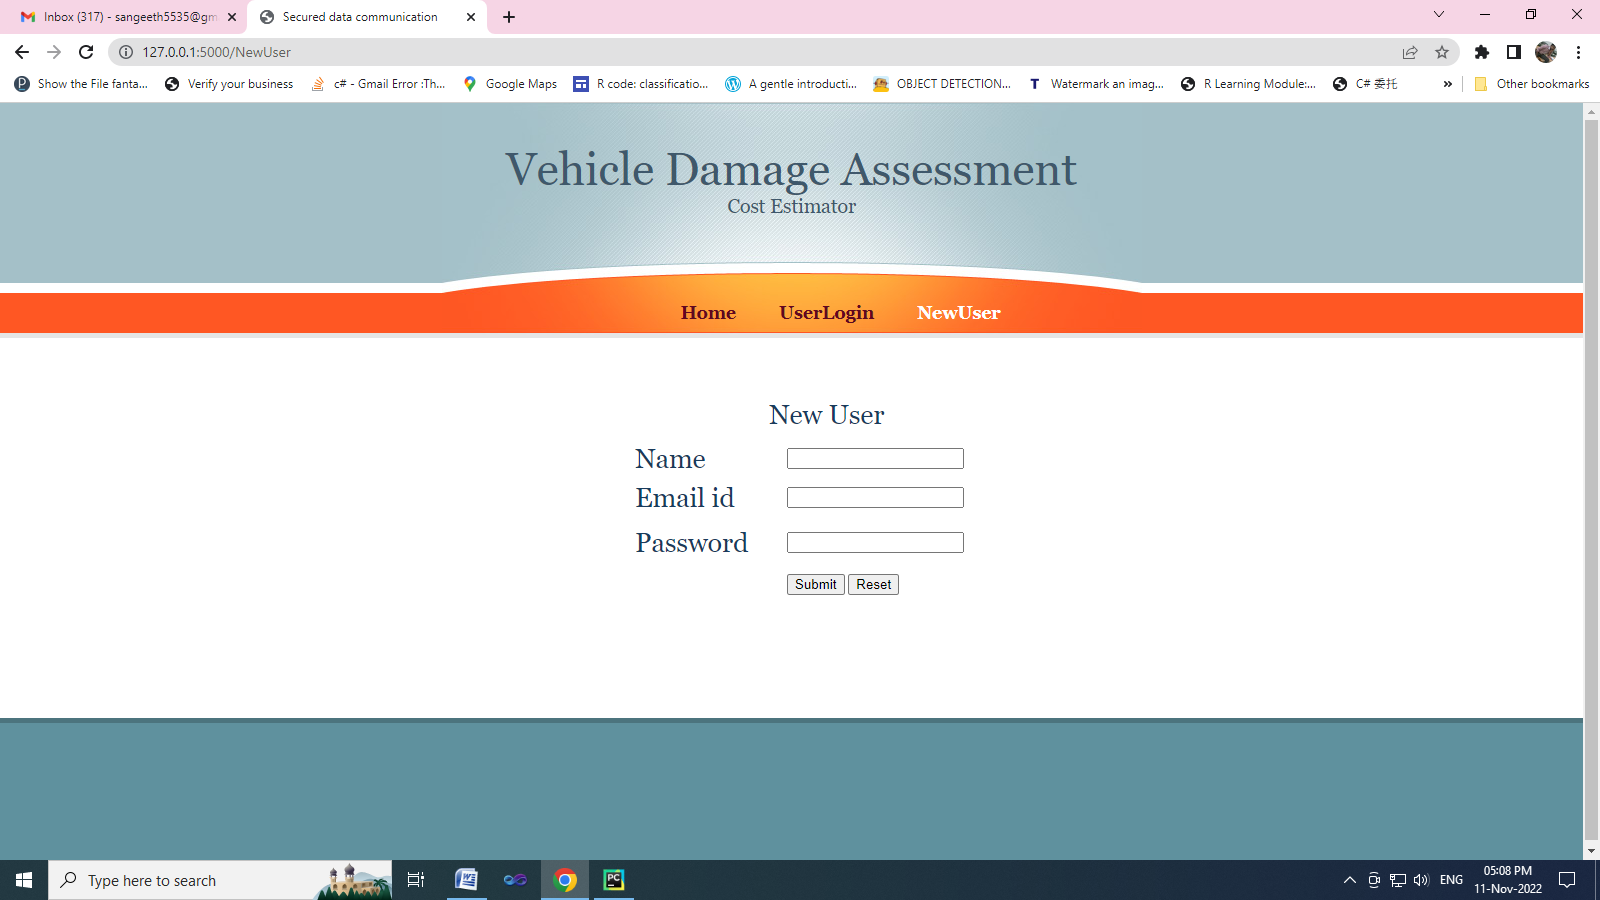 Inbox (317) - sangeeth5535@gm
Secured data communication
127.0.0.1:5000/NewUser
Show the File fanta...
Verify your business
c# - Gmail Error :Th...
Google Maps
R code: classificatio...
A gentle introducti...
OBJECT DETECTION...
T
Watermark an imag...
R Learning Module:...
C# 委托
»
Other bookmarks
Vehicle Damage Assessment
Cost Estimator
Home
UserLogin
NewUser
New User
Name
Email id
Password
Submit
Reset
Type here to search
PC
ENG
05:08 PM
11-Nov-2022